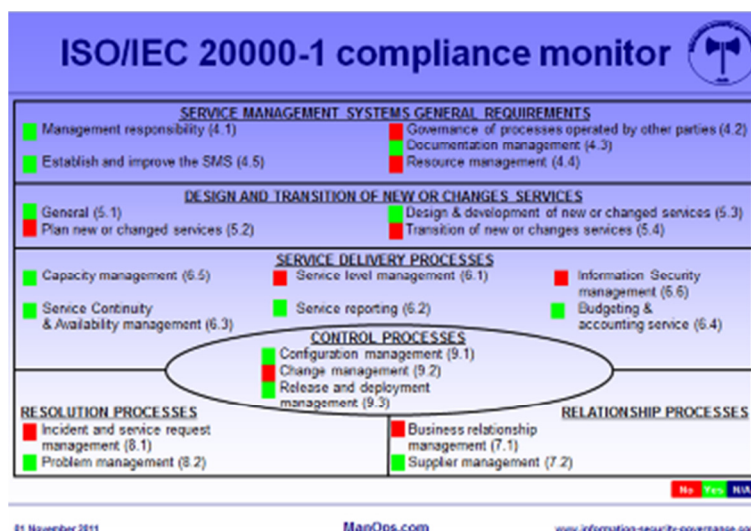 ISO/IEC 20000-1 compliance monitor
SERVICE MANAGEMENT SYSTEMS GENERAL REQUIREMENTS
Management responsibility (4.1)
Governance of processes operated by other parties (4.2)
Documentation management (4.3)
Establish and improve the SMS (4.5)
Resource management (4.4)
DESIGN AND TRANSITION OF NEW OR CHANGES SERVICES
General (5.1)
Design & development of new or changed services (5.3)
Plan new or changed services (5.2)
Transition of new or changes services (5.4)
SERVICE DELIVERY PROCESSES
Capacity management (6.5)
Service level management (6.1)
Information Security
management (6.6)
Service Continuity
& Availability management (6.3)
Service reporting (6.2)
Budgeting &
accounting service (6.4)
CONTROL PROCESSES
Configuration management (9.1)
Change management (9.2)
Release and deployment
management (9.3)
RESOLUTION PROCESSES
RELATIONSHIP PROCESSES
Incident and service request
management (8.1)
Problem management (8.2)
Business relationship
management (7.1)
Supplier management (7.2)
No Yes N/A
01 November 2011
ManOps.com
www.information-security-governance.com